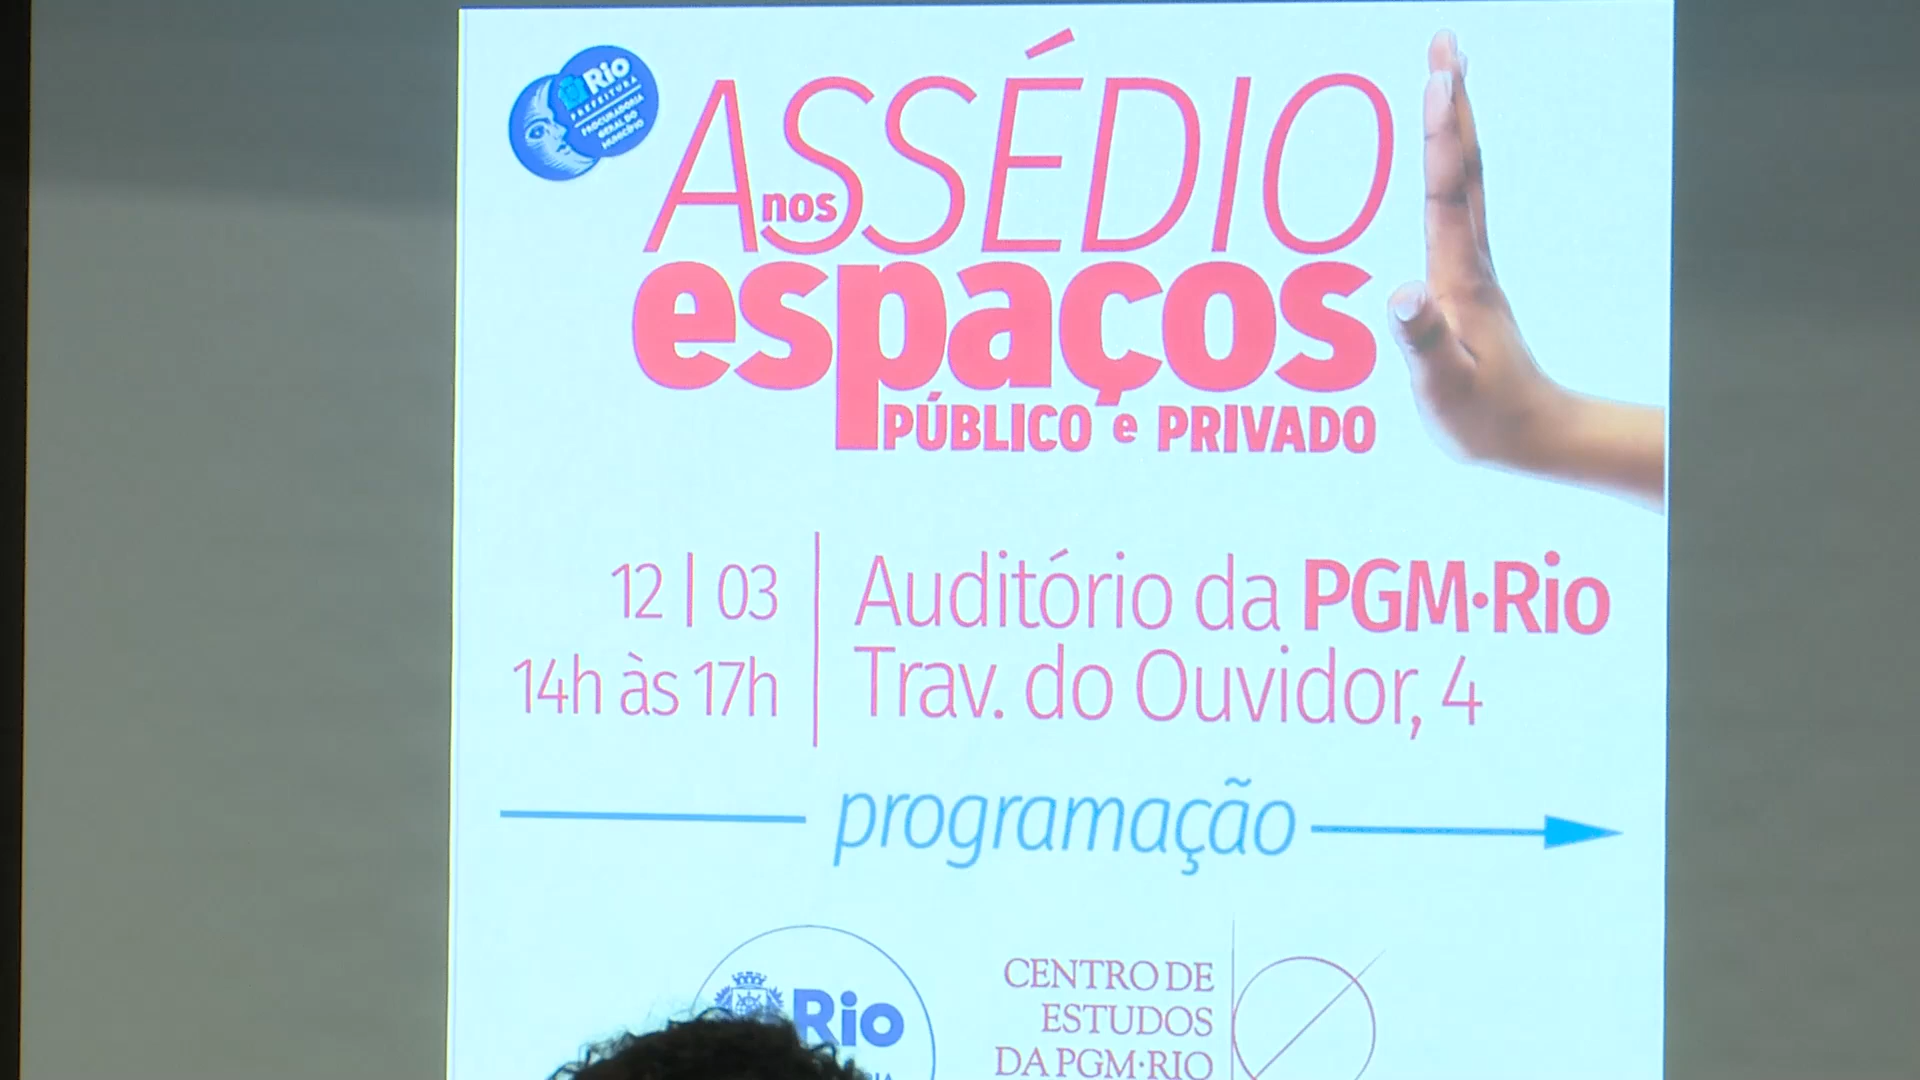 Rio
PREFEITURA
PROCURADORIA
GERAL DO
MUNICÍPIO
ASSÉDIO
nos
espaços
PÚBLICO e PRIVADO
12 | 03
14h às 17h
Auditório da PGM·Rio
Trav. do Ouvidor, 4
programação
Rio
CENTRO DE
ESTUDOS
DA PGM·RIO